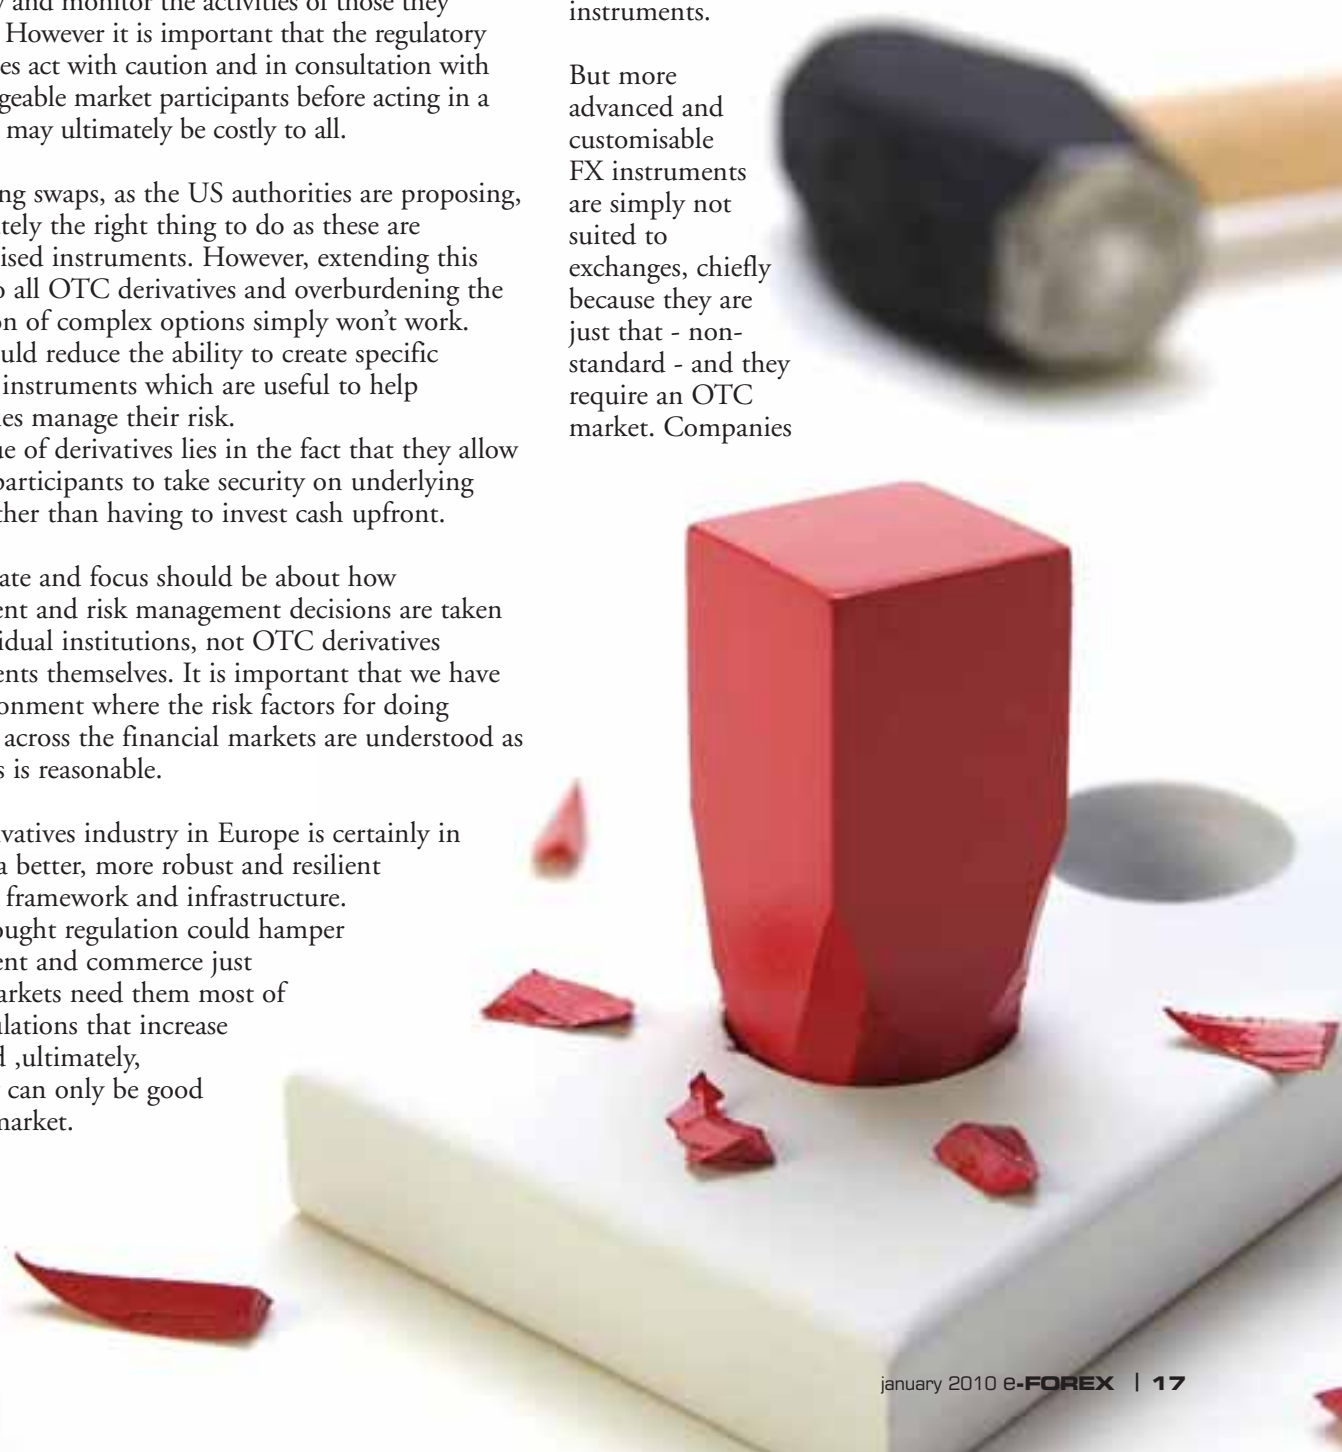 and monitor the activities of those they
However it is important that the regulatory
es act with caution and in consultation with
geable market participants before acting in a
may ultimately be costly to all.
ng swaps, as the US authorities are proposing,
tely the right thing to do as these are
ised instruments. However, extending this
o all OTC derivatives and overburdening the
on of complex options simply won't work.
uld reduce the ability to create specific
instruments which are useful to help
es manage their risk.
ue of derivatives lies in the fact that they allow
participants to take security on underlying
ther than having to invest cash upfront.
ate and focus should be about how
ent and risk management decisions are taken
idual institutions, not OTC derivatives
ents themselves. It is important that we have
onment where the risk factors for doing
across the financial markets are understood as
s is reasonable.
vatives industry in Europe is certainly in
a better, more robust and resilient
framework and infrastructure.
ought regulation could hamper
ent and commerce just
arkets need them most of
ulations that increase
d ,ultimately,
can only be good
market.
instruments.
But more
advanced and
customisable
FX instruments
are simply not
suited to
exchanges, chiefly
because they are
just that - non-
standard - and they
require an OTC
market. Companies
january 2010 e-FOREX | 17